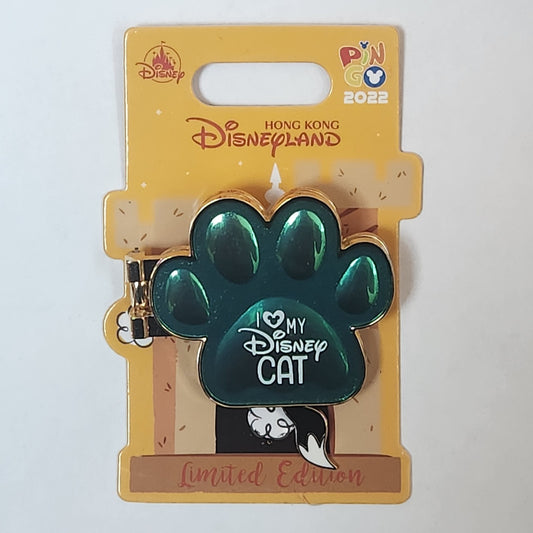 Disney
PiN
GO
2022
HONG KONG
Disneyland
I MY
Disney
CAT
Limited Edition